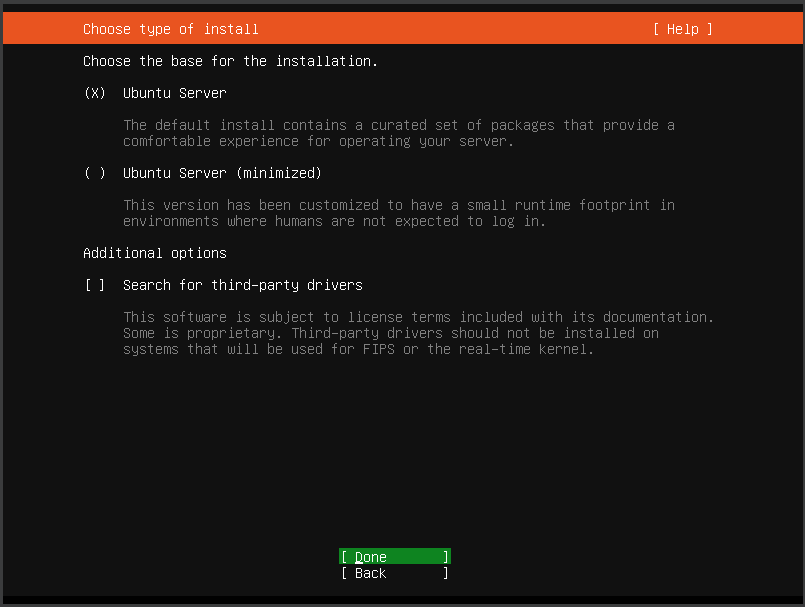 Choose type of install [ Help ]
Choose the base for the installation.
(X) Ubuntu Server
The default install contains a curated set of packages that provide a
comfortable experience for operating your server.
( ) Ubuntu Server (minimized)
This version has been customized to have a small runtime footprint in
environments where humans are not expected to log in.
Additional options
[ ] Search for third-party drivers
This software is subject to license terms included with its documentation.
Some is proprietary. Third-party drivers should not be installed on
systems that will be used for FIPS or the real-time kernel.
[ Done ]
[ Back ]